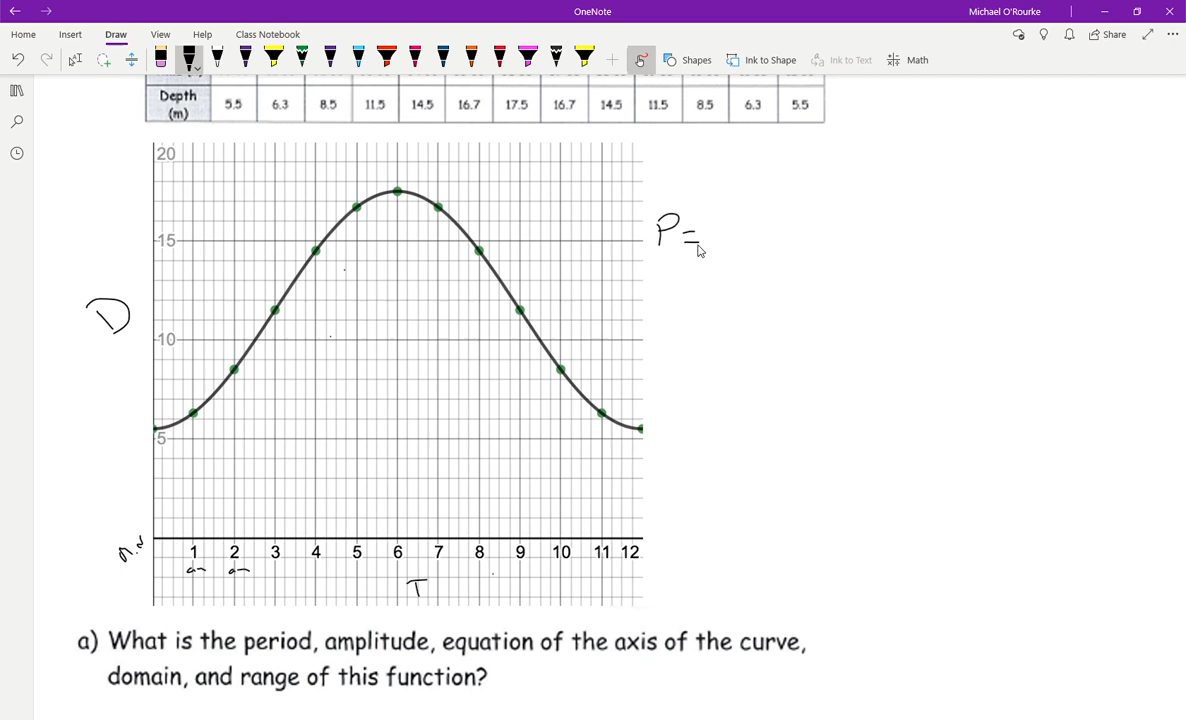 OneNote
Michael O'Rourke
Home Insert Draw View Help Class Notebook
Share
Shapes Ink to Shape Ink to Text Math
Depth (m) 5.5 6.3 8.5 11.5 14.5 16.7 17.5 16.7 14.5 11.5 8.5 6.3 5.5
20
P=
15
D
10
5
1 2 3 4 5 6 7 8 9 10 11 12
T
a) What is the period, amplitude, equation of the axis of the curve,
domain, and range of this function?